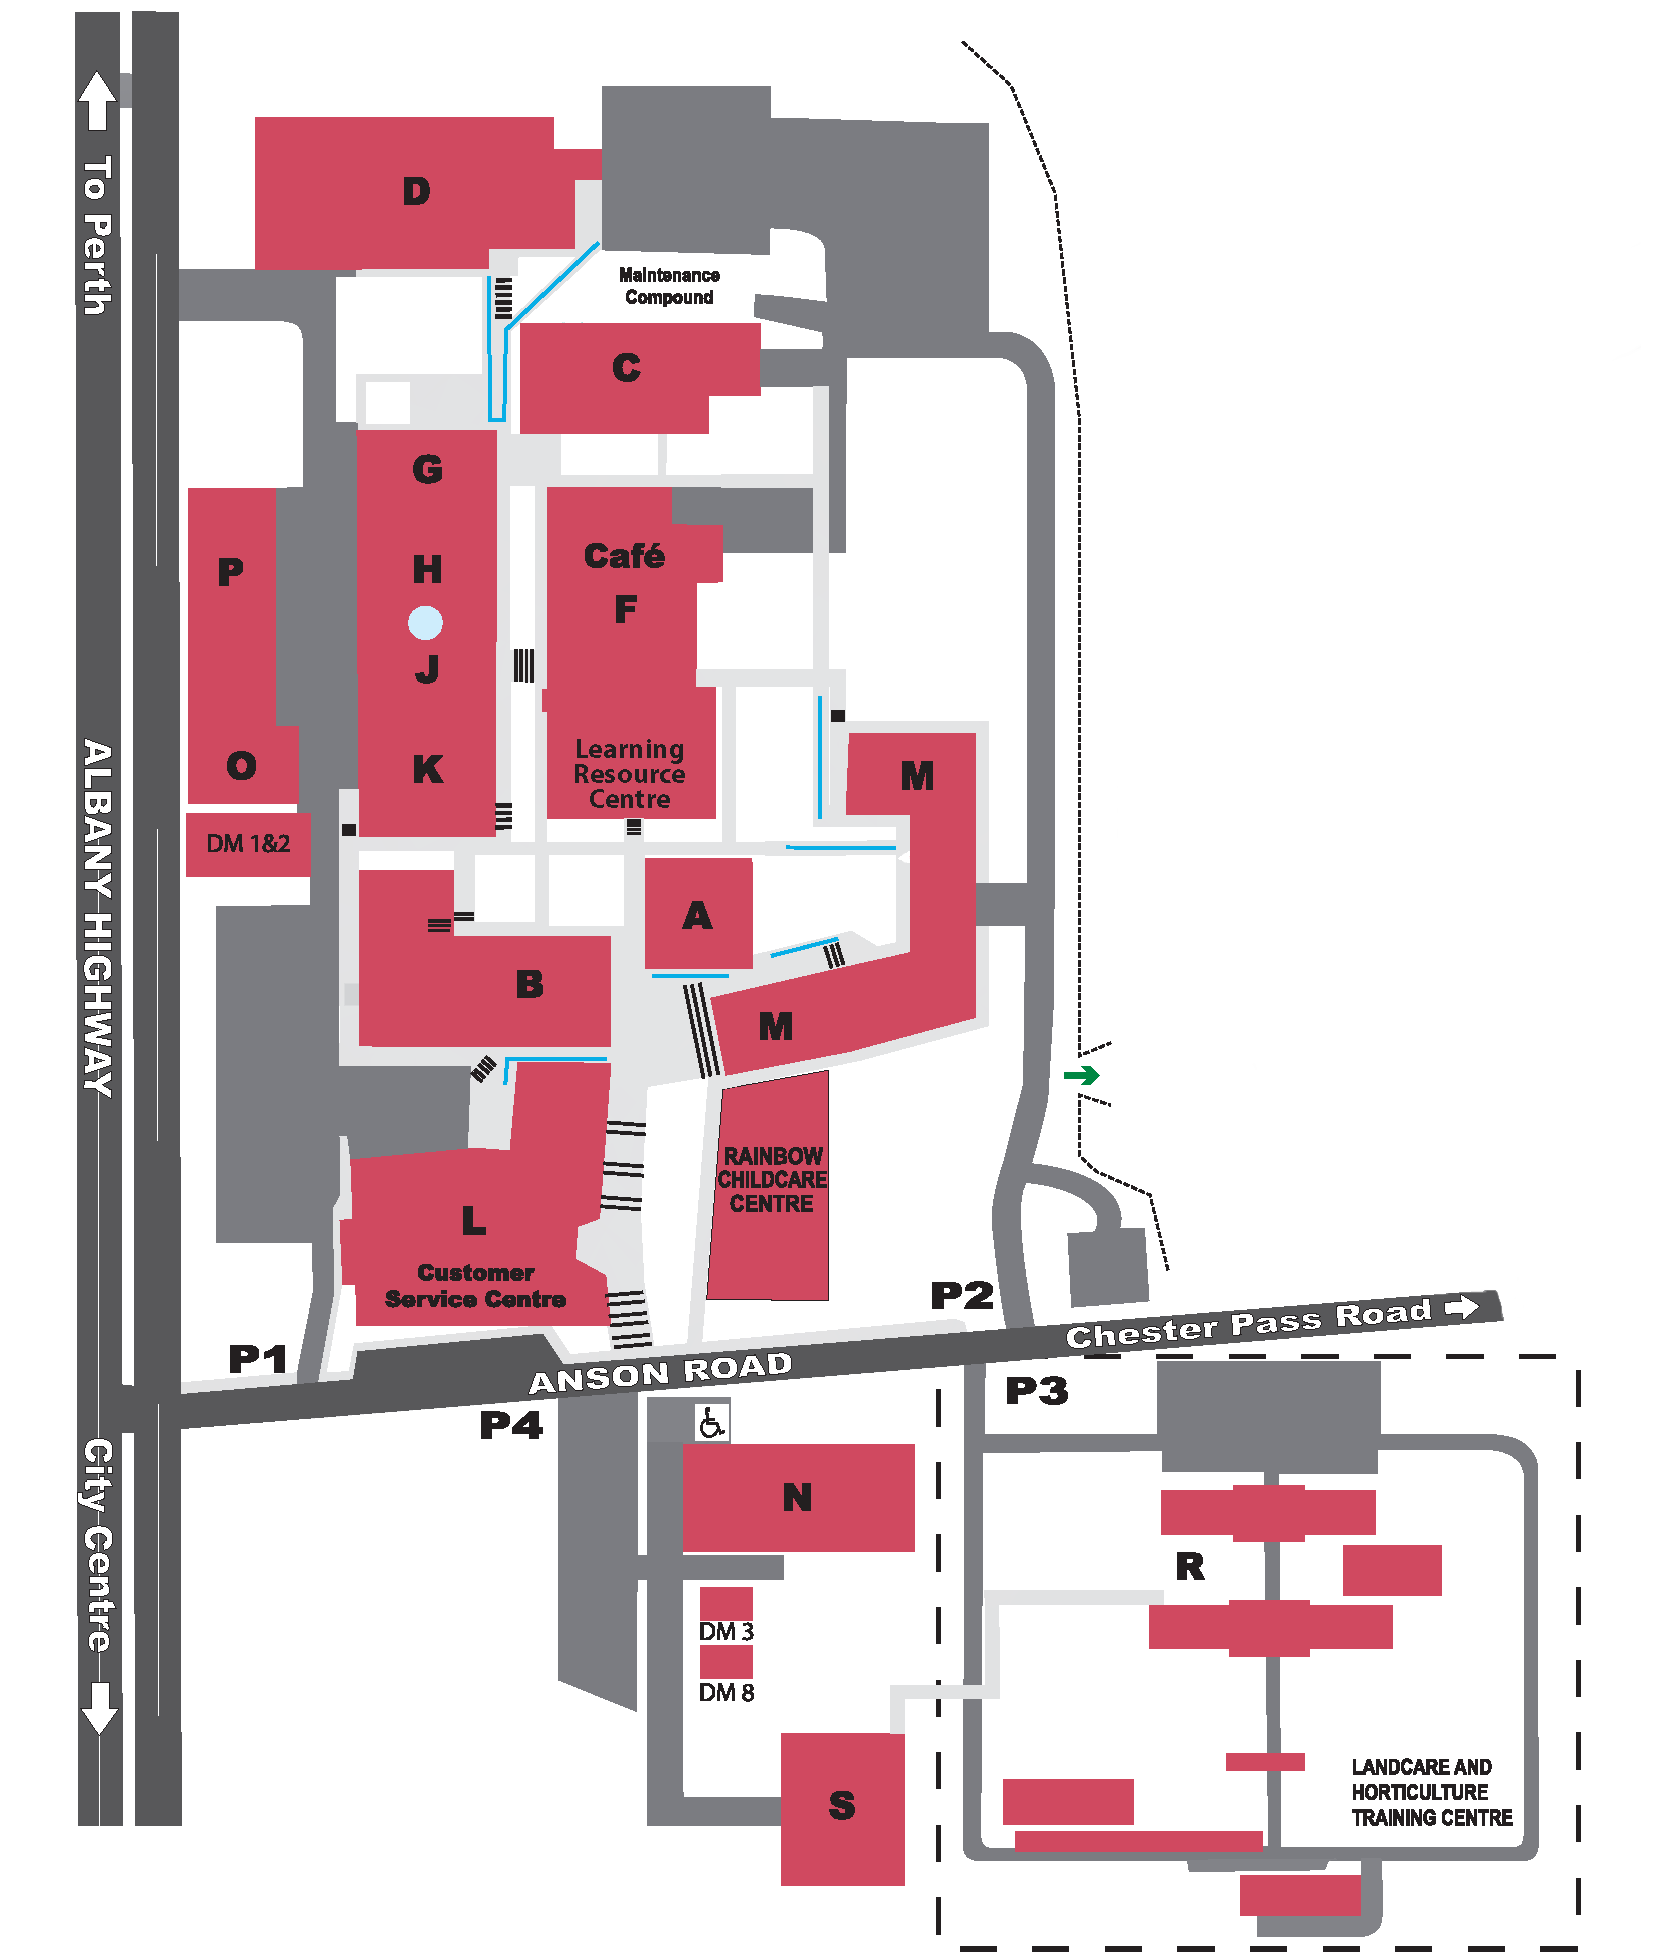 To Perth
D
Maintenance
Compound
C
G
H
J
K
Café
F
Learning
Resource
Centre
P
O
DM 1&2
M
A
B
M
ALBANY HIGHWAY
RAINBOW
CHILDCARE
CENTRE
L
Customer
Service Centre
P2
P1
Chester Pass Road
ANSON ROAD
P3
P4
City Centre
N
R
DM 3
DM 8
S
LANDCARE AND
HORTICULTURE
TRAINING CENTRE